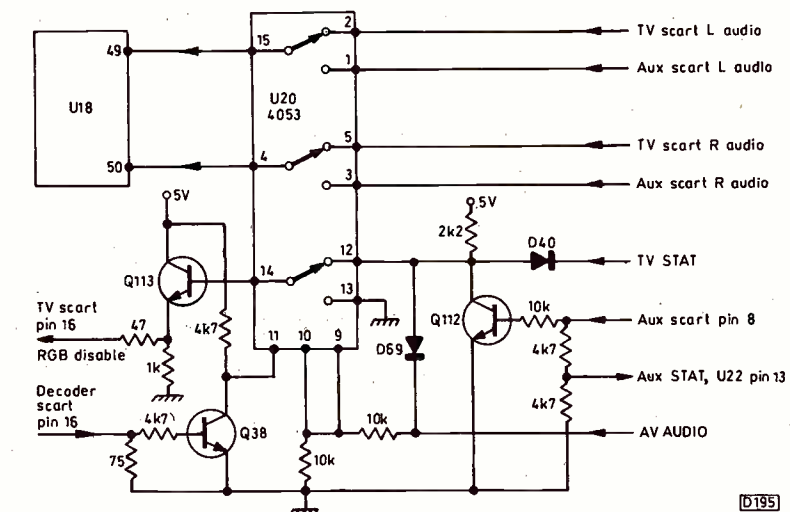 2
TV scart L audio
49
15
1
Aux scart L audio
U18
U20
4053
5
TV scart R audio
50
4
3
Aux scart R audio
5V
5V
2k2
D40
12
TV STAT
Q113
14
13
10k
Aux scart pin 8
TV scart
pin 16
47
4k7
Q112
D69
4k7
RGB disable
1k
11
10
9
Aux STAT, U22 pin 13
Decoder
scart
pin 16
4k7
Q38
10k
4k7
AV AUDIO
75
10k
D195